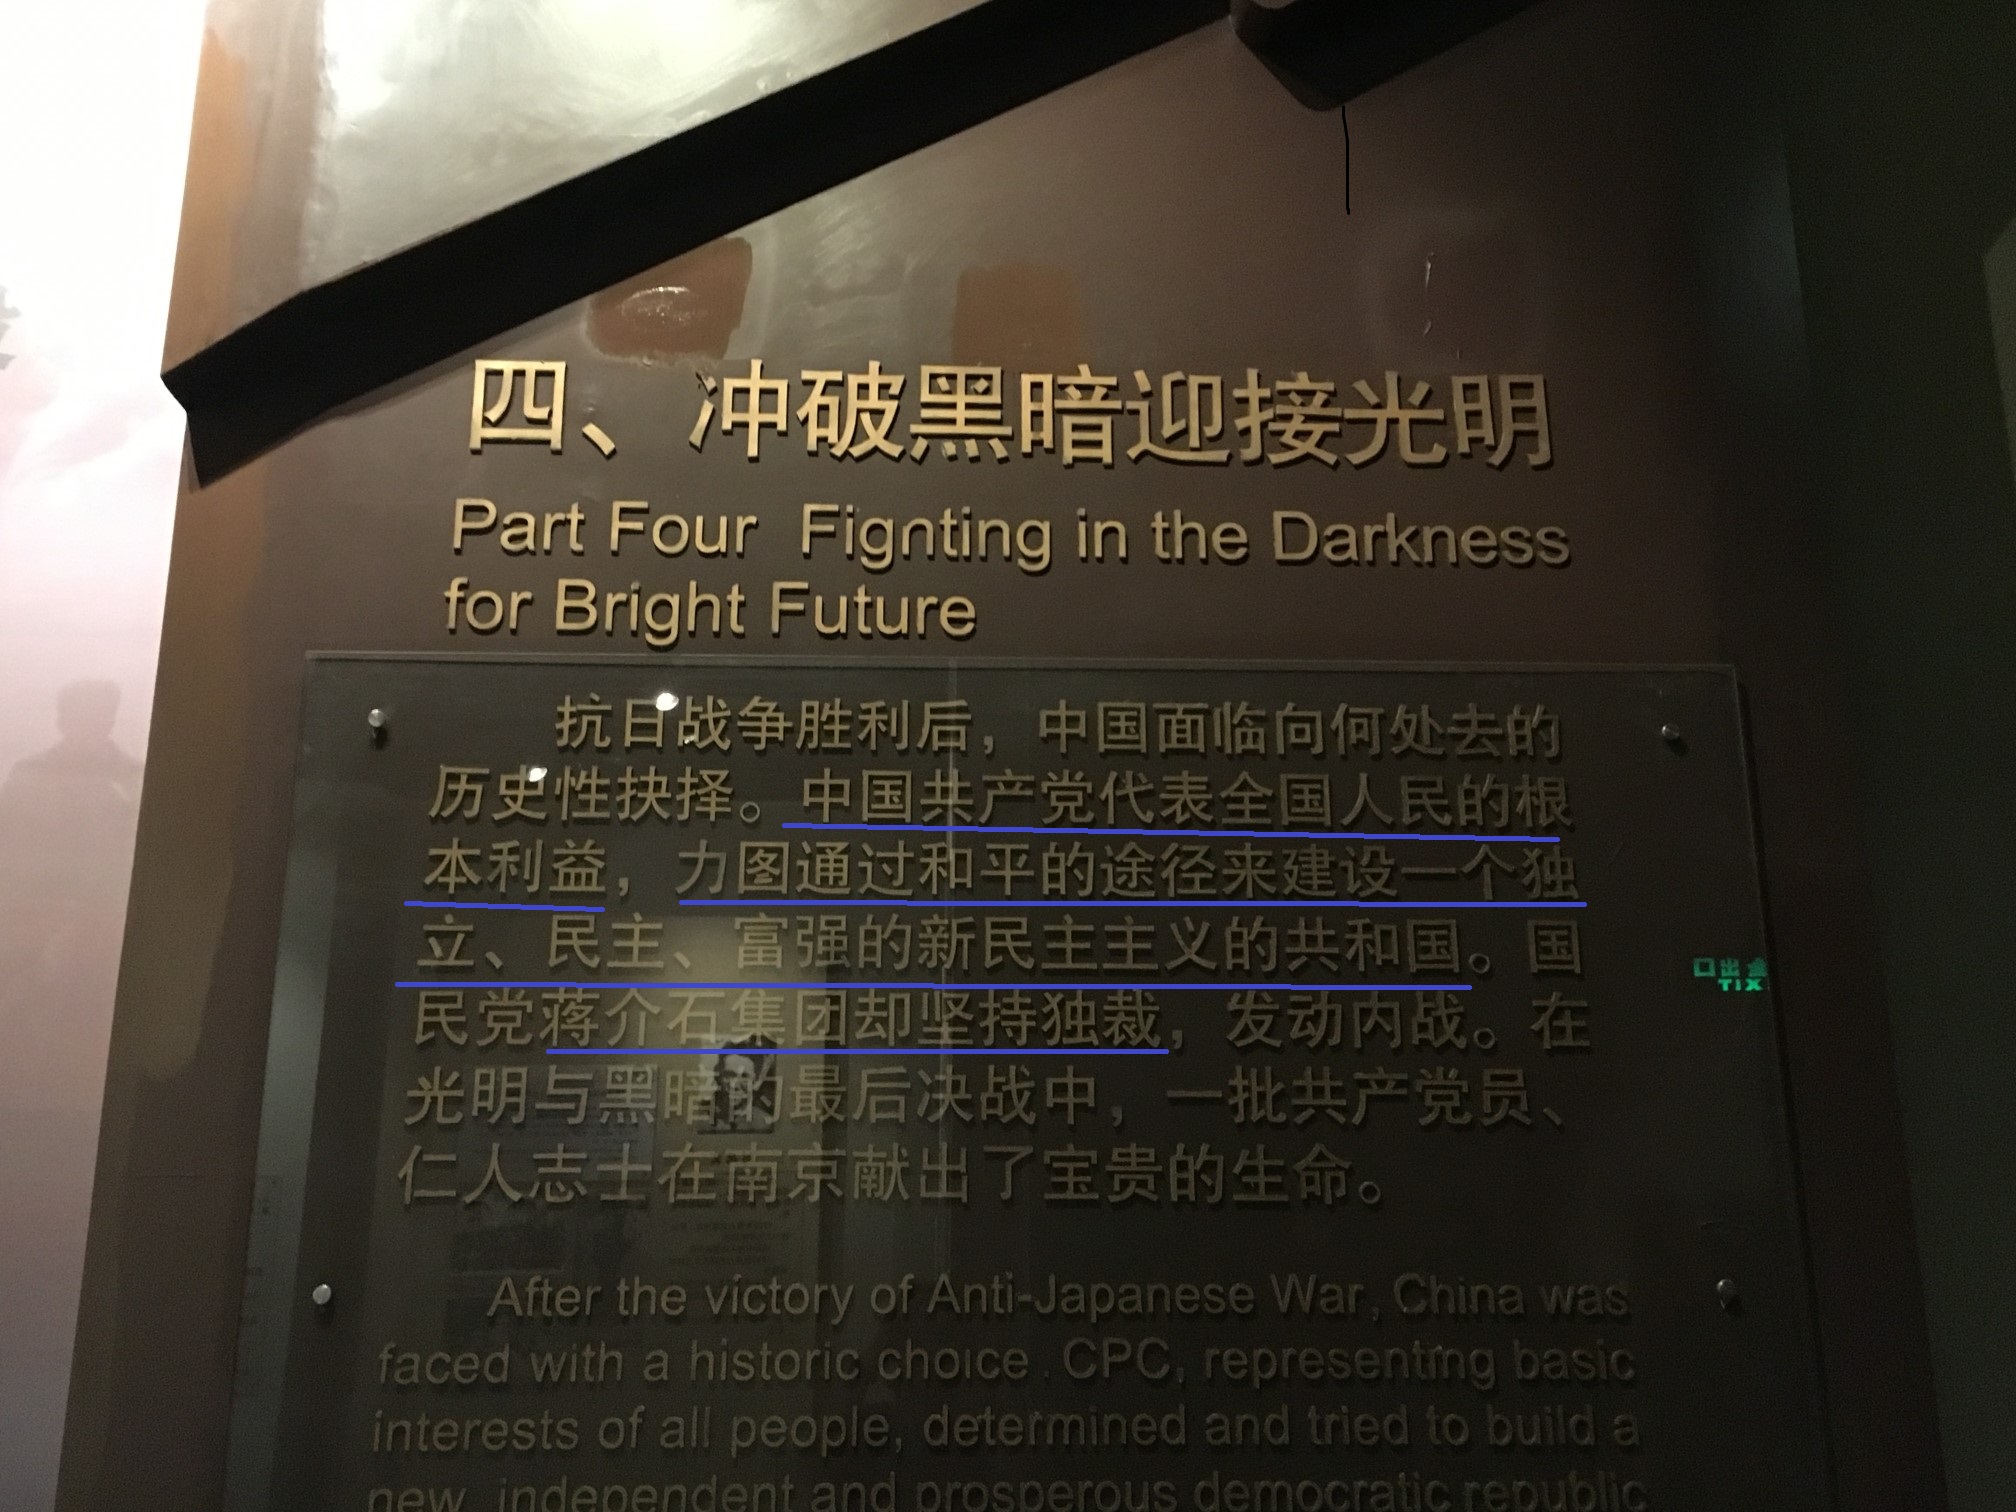 四、冲破黑暗迎接光明
Part Four Fignting in the Darkness
for Bright Future
抗日战争胜利后，中国面临向何处去的
历史性抉择。中国共产党代表全国人民的根
本利益，力图通过和平的途径来建设一个独
立、民主、富强的新民主主义的共和国。国
民党蒋介石集团却坚持独裁，发动内战。在
光明与黑暗的最后决战中，一批共产党员、
仁人志士在南京献出了宝贵的生命。
After the victory of Anti-Japanese War, China was
faced with a historic choice . CPC, representing basic
interests of all people, determined and tried to build a
new, independent and prosperous democratic republic